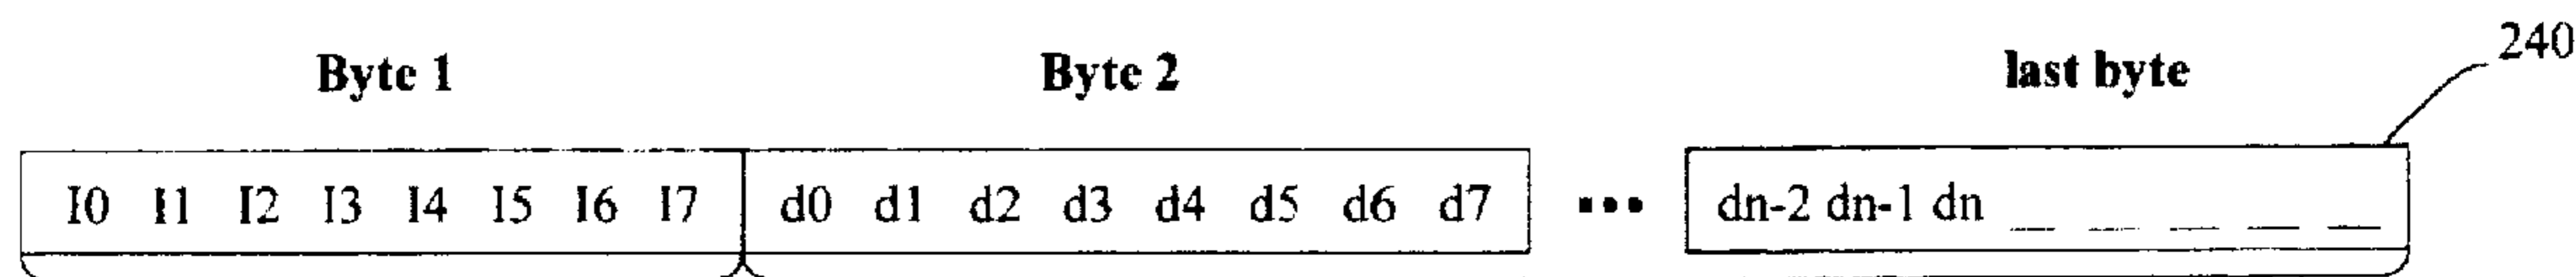 240
Byte 1 Byte 2 last byte
I0 I1 I2 I3 I4 I5 I6 I7 d0 d1 d2 d3 d4 d5 d6 d7 ... dn-2 dn-1 dn _ _ _ _ _